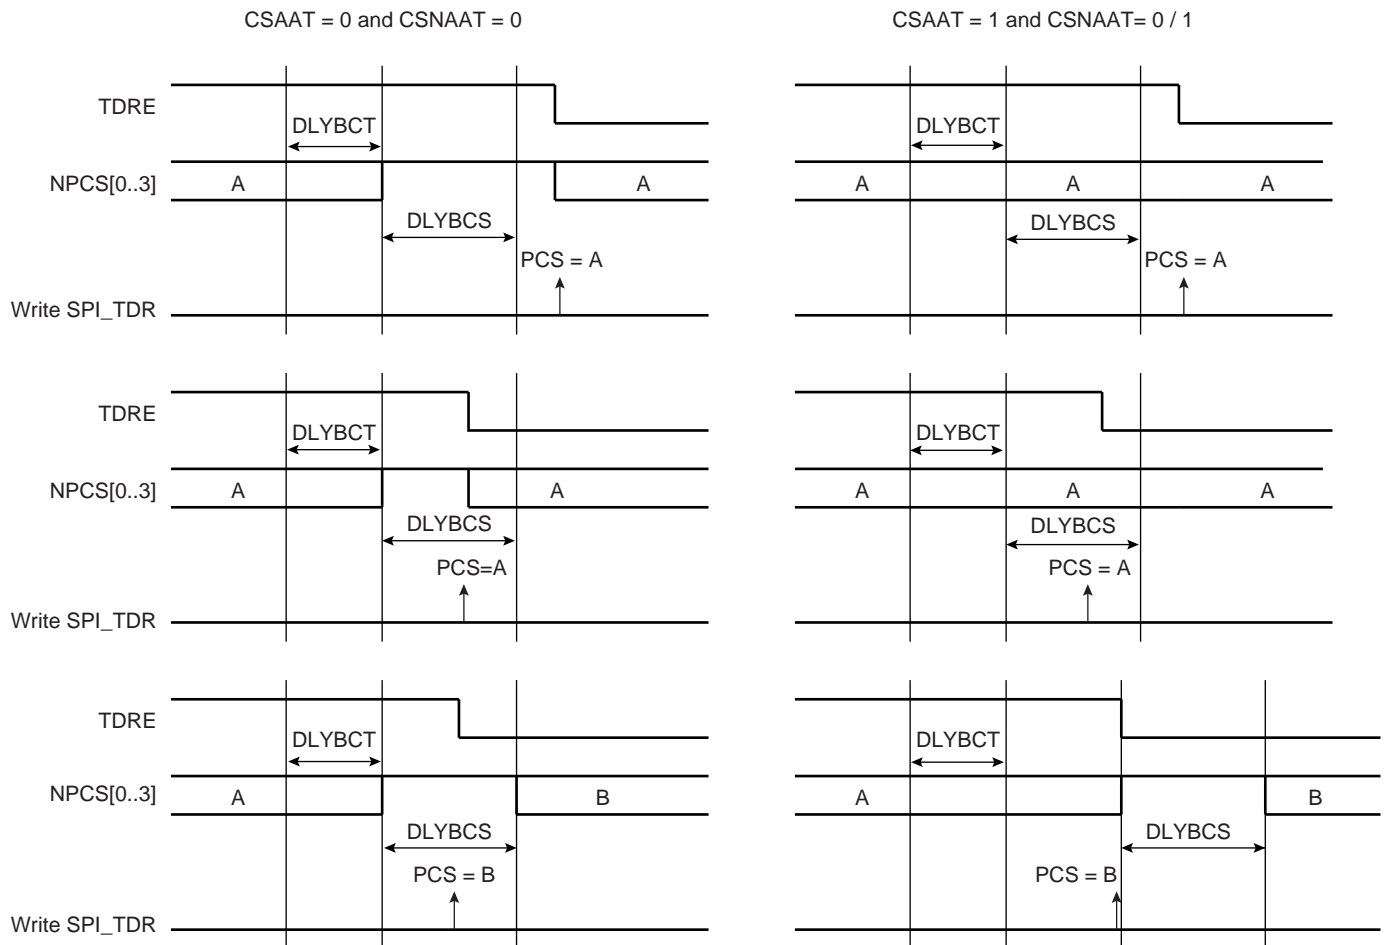 CSAAT = 0 and CSNAAT = 0
CSAAT = 1 and CSNAAT= 0 / 1
TDRE
DLYBCT
DLYBCT
NPCS[0..3]
A
A
A
A
A
DLYBCS
DLYBCS
PCS = A
PCS = A
Write SPI_TDR
TDRE
DLYBCT
DLYBCT
NPCS[0..3]
A
A
A
A
A
DLYBCS
DLYBCS
PCS=A
PCS = A
Write SPI_TDR
TDRE
DLYBCT
DLYBCT
NPCS[0..3]
A
B
A
B
DLYBCS
DLYBCS
PCS = B
PCS = B
Write SPI_TDR